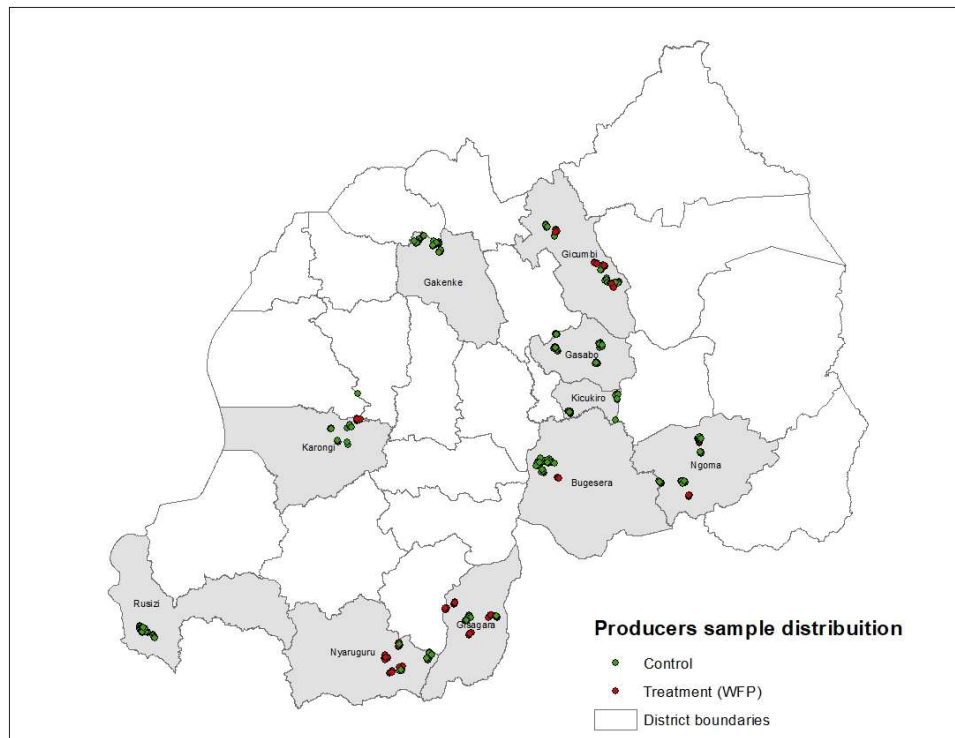 Gicumbi
Gakenke
Gasabo
Kicukiro
Karongi
Ngoma
Bugesera
Rusizi
Gisagara
Nyaruguru
Producers sample distribuition
Control
Treatment (WFP)
District boundaries